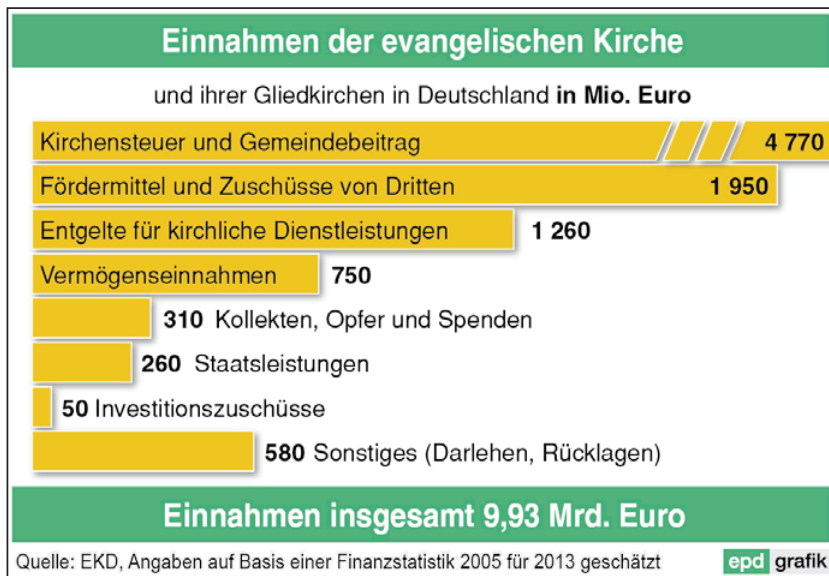 Einnahmen der evangelischen Kirche
und ihrer Gliedkirchen in Deutschland in Mio. Euro
Kirchensteuer und Gemeindebeitrag 4 770
Fördermittel und Zuschüsse von Dritten 1 950
Entgelte für kirchliche Dienstleistungen 1 260
Vermögenseinnahmen 750
310 Kollekten, Opfer und Spenden
260 Staatsleistungen
50 Investitionszuschüsse
580 Sonstiges (Darlehen, Rücklagen)
Einnahmen insgesamt 9,93 Mrd. Euro
Quelle: EKD, Angaben auf Basis einer Finanzstatistik 2005 für 2013 geschätzt epd grafik